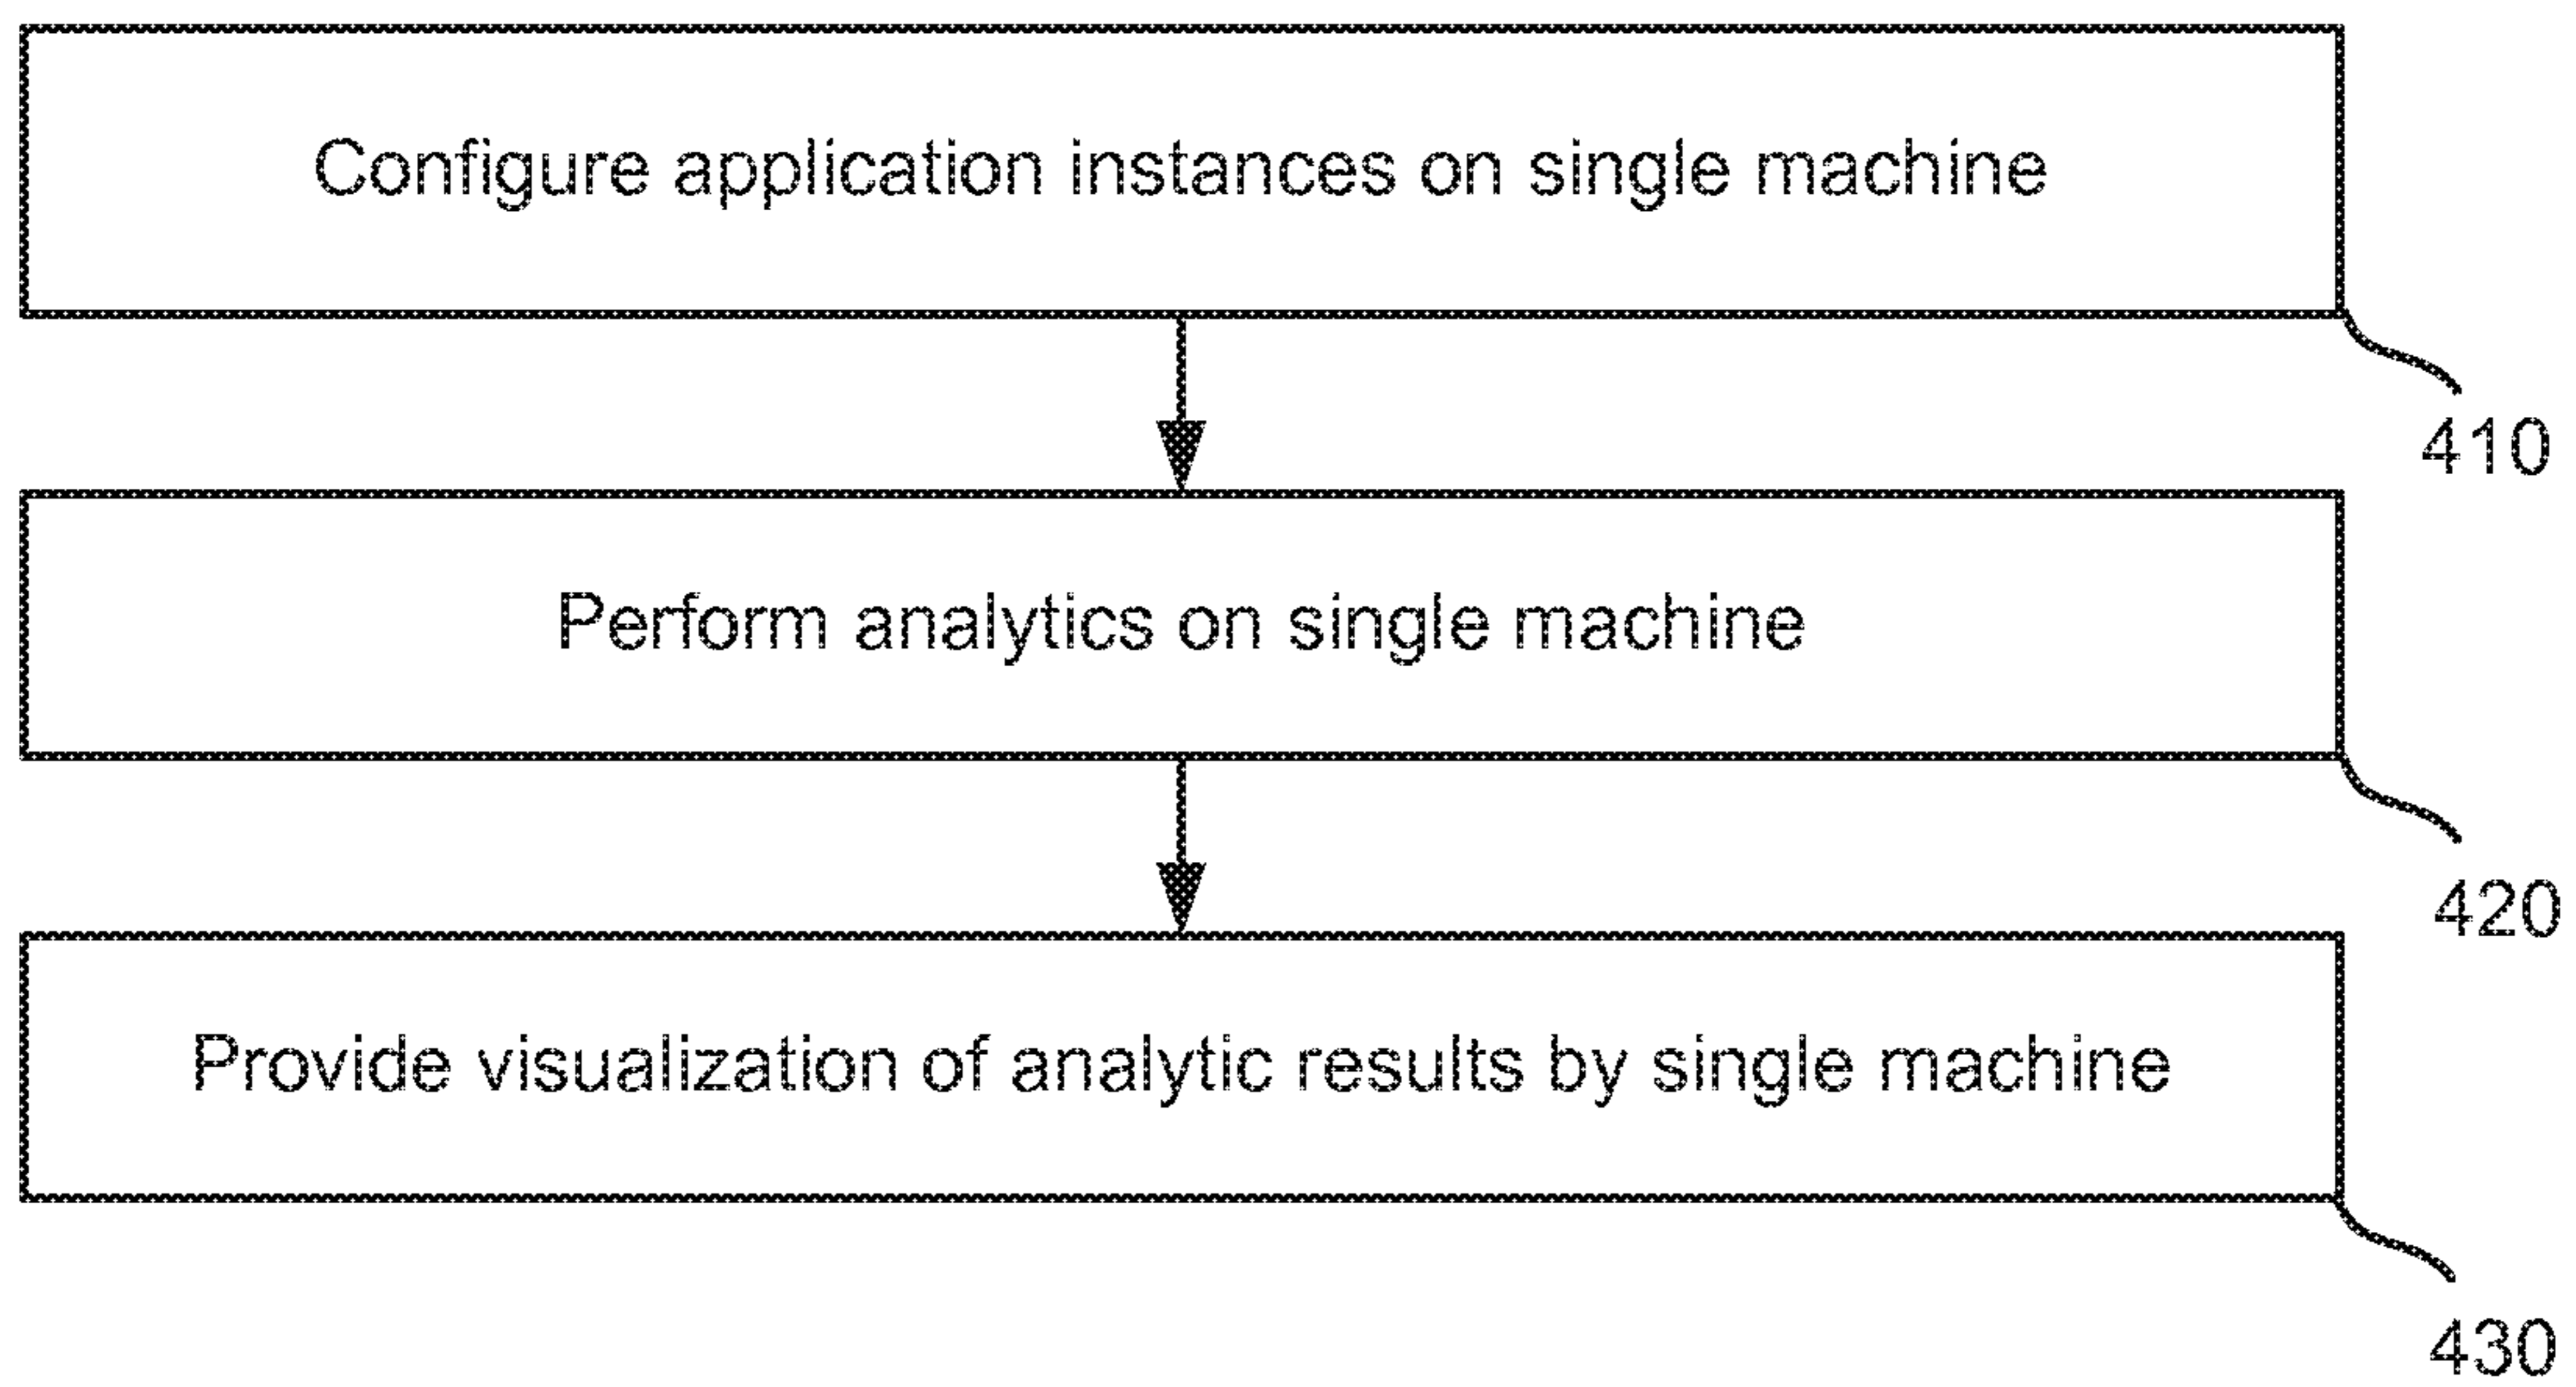 Configure application instances on single machine
410
Perform analytics on single machine
420
Provide visualization of analytic results by single machine
430